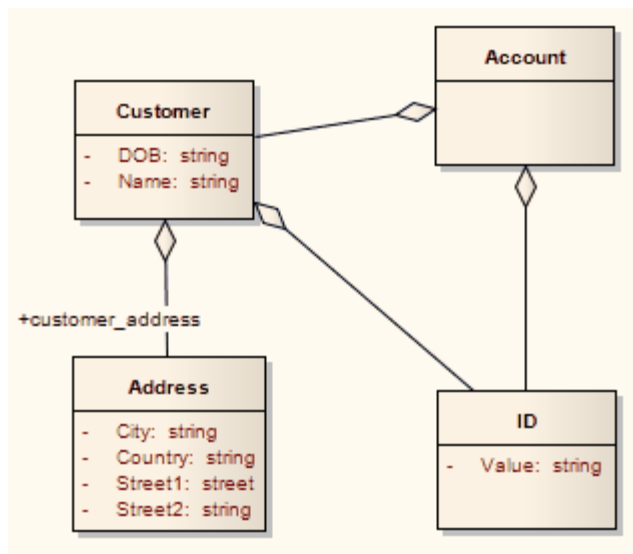 Account
Customer
- DOB: string
- Name: string
+customer_address
Address
- City: string
- Country: string
- Street1: street
- Street2: string
ID
- Value: string